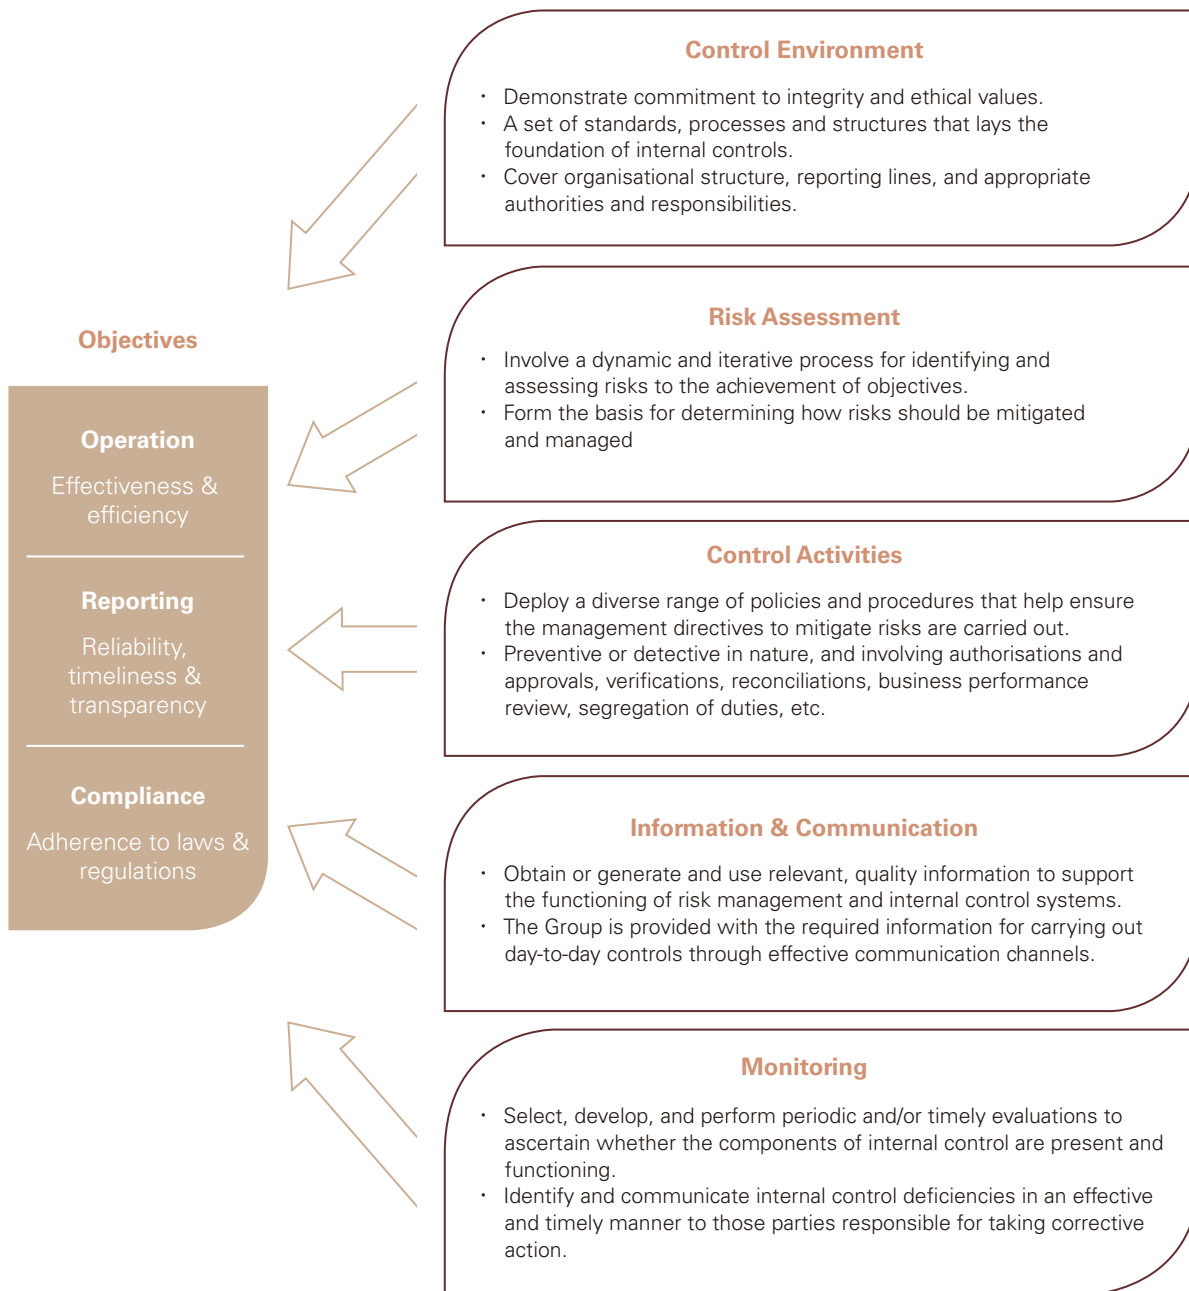 Objectives
Operation
Effectiveness &
efficiency
Reporting
Reliability,
timeliness &
transparency
Compliance
Adherence to laws &
regulations
Control Environment
· Demonstrate commitment to integrity and ethical values.
· A set of standards, processes and structures that lays the
foundation of internal controls.
· Cover organisational structure, reporting lines, and appropriate
authorities and responsibilities.
Risk Assessment
· Involve a dynamic and iterative process for identifying and
assessing risks to the achievement of objectives.
· Form the basis for determining how risks should be mitigated
and managed
Control Activities
· Deploy a diverse range of policies and procedures that help ensure
the management directives to mitigate risks are carried out.
· Preventive or detective in nature, and involving authorisations and
approvals, verifications, reconciliations, business performance
review, segregation of duties, etc.
Information & Communication
· Obtain or generate and use relevant, quality information to support
the functioning of risk management and internal control systems.
· The Group is provided with the required information for carrying out
day-to-day controls through effective communication channels.
Monitoring
· Select, develop, and perform periodic and/or timely evaluations to
ascertain whether the components of internal control are present and
functioning.
· Identify and communicate internal control deficiencies in an effective
and timely manner to those parties responsible for taking corrective
action.